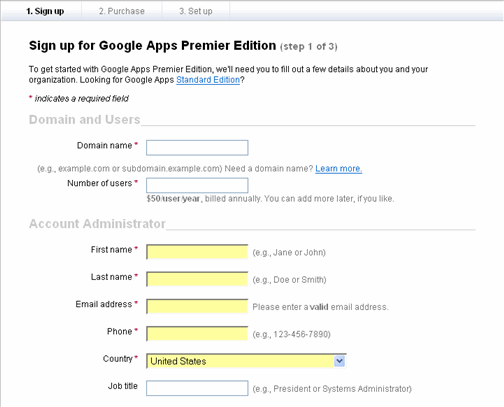 1. Sign up 2. Purchase 3. Set up
Sign up for Google Apps Premier Edition (step 1 of 3)
To get started with Google Apps Premier Edition, we'll need you to fill out a few details about you and your
organization. Looking for Google Apps Standard Edition?
* indicates a required field
Domain and Users
Domain name *
(e.g., example.com or subdomain.example.com) Need a domain name? Learn more.
Number of users *
$50/user/year, billed annually. You can add more later, if you like.
Account Administrator
First name * (e.g., Jane or John)
Last name * (e.g., Doe or Smith)
Email address * Please enter a valid email address.
Phone * (e.g., 123-456-7890)
Country * United States
Job title (e.g., President or Systems Administrator)